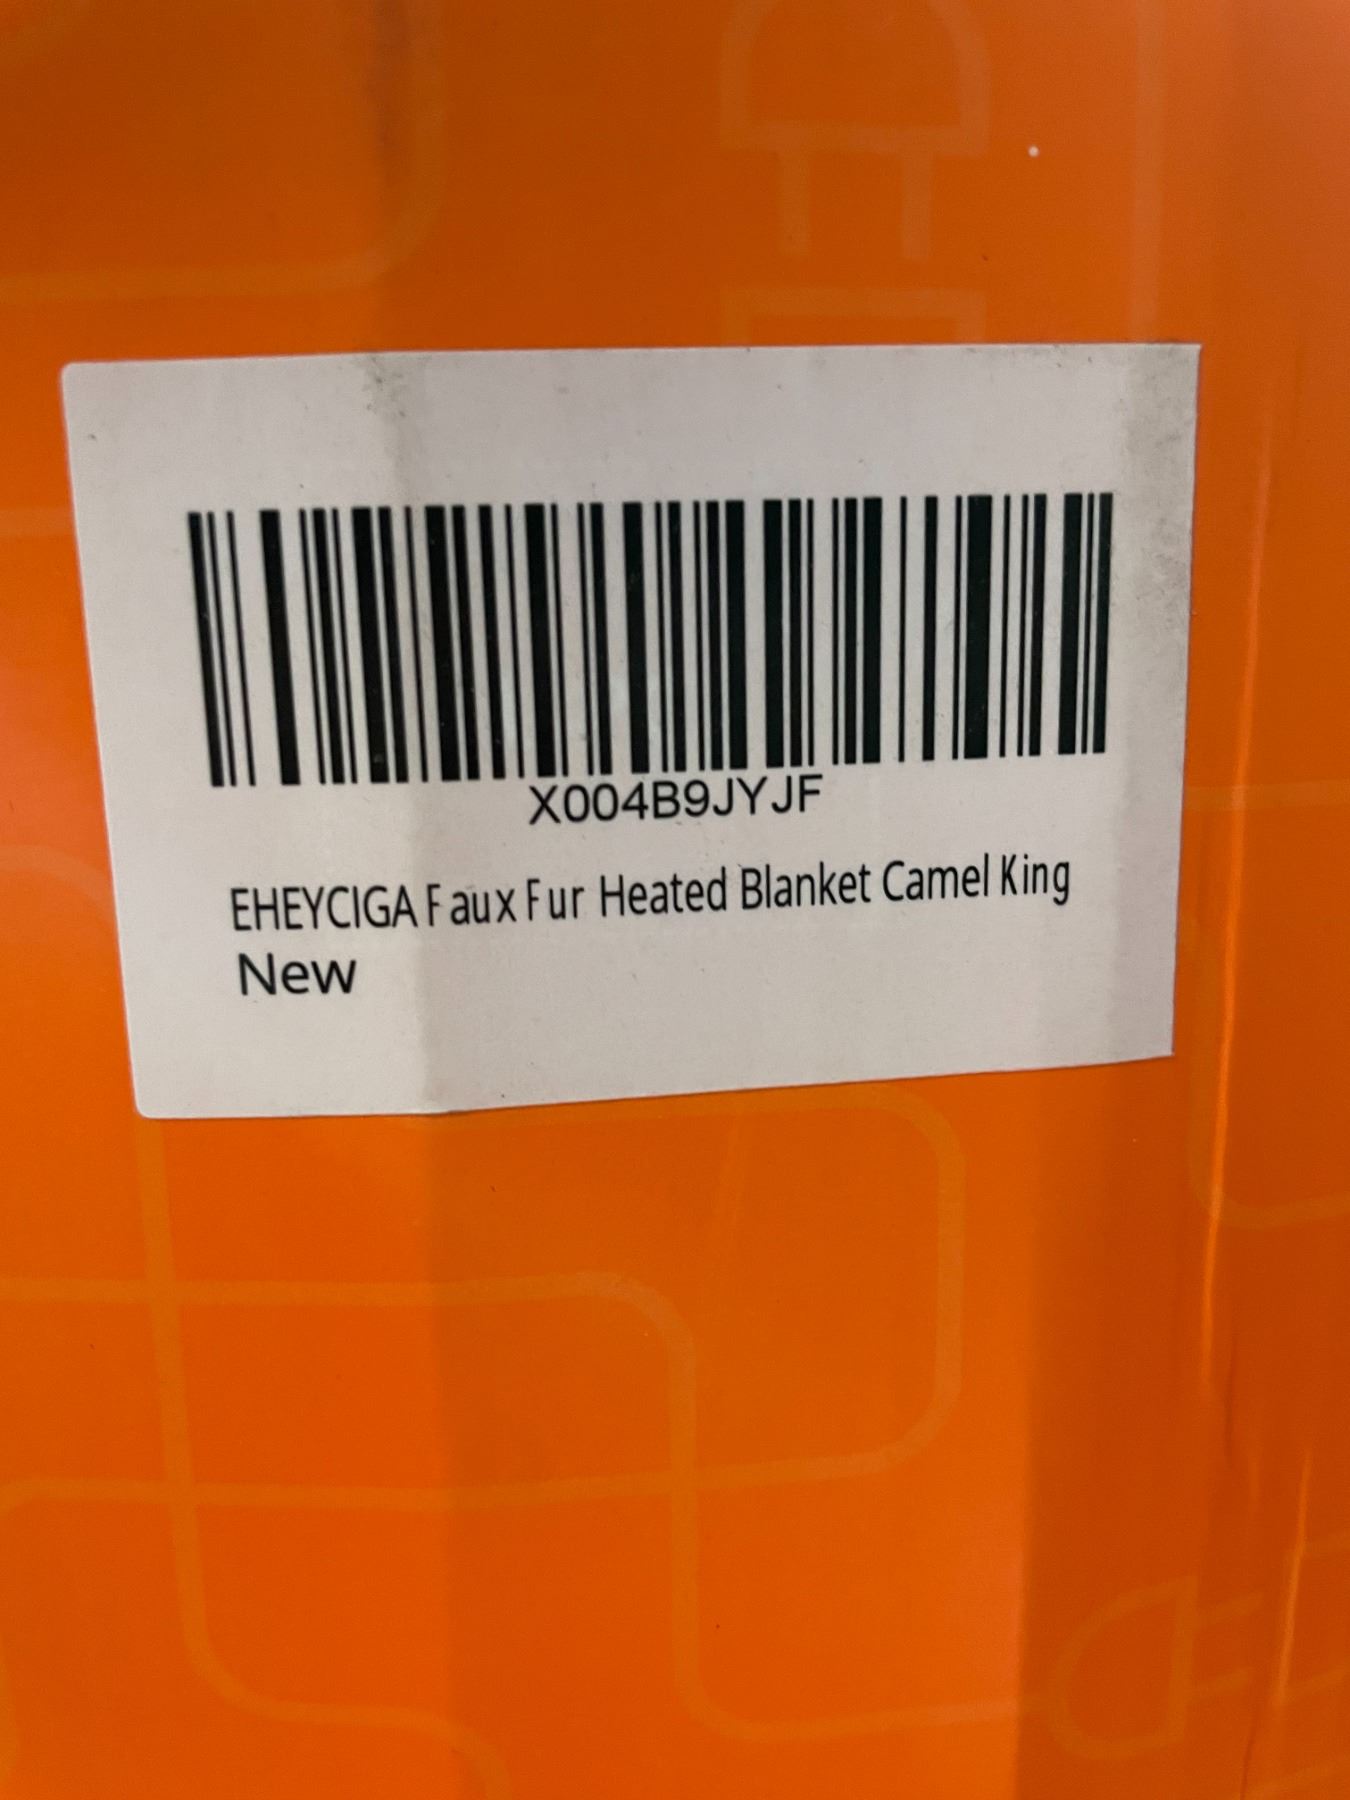 X004B9JYJF
EHEYCIGA Faux Fur Heated Blanket Camel King
New